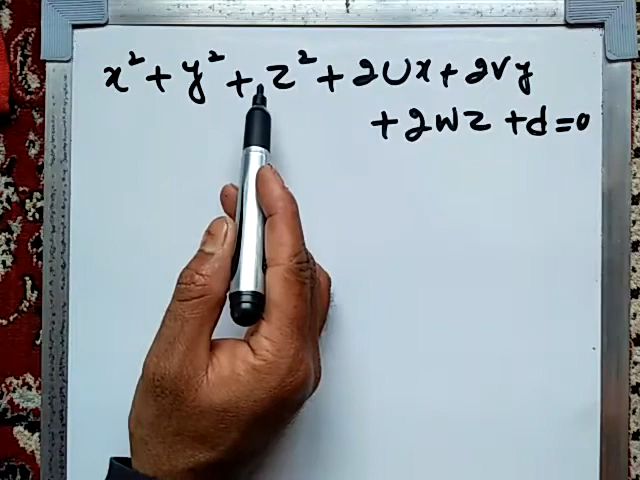 x² + y² + z² + 2Ux + 2vy
+ 2wz + d = 0